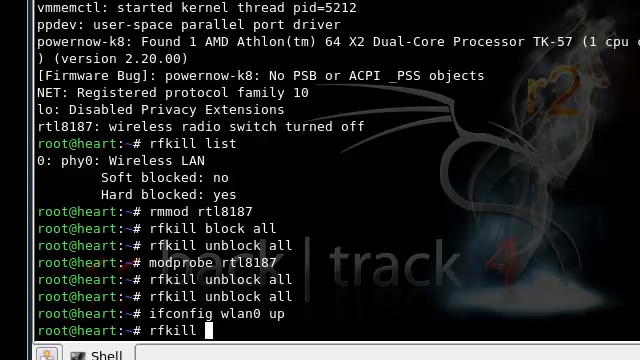 vmmemctl: started kernel thread pid=5212
ppdev: user-space parallel port driver
powernow-k8: Found 1 AMD Athlon(tm) 64 X2 Dual-Core Processor TK-57 (1 cpu c
) (version 2.20.00)
[Firmware Bug]: powernow-k8: No PSB or ACPI _PSS objects
NET: Registered protocol family 10
lo: Disabled Privacy Extensions
rtl8187: wireless radio switch turned off
r2
root@heart:~# rfkill list
0: phy0: Wireless LAN
Soft blocked: no
Hard blocked: yes
root@heart:~# rmmod rtl8187
root@heart:~# rfkill block all
root@heart:~# rfkill unblock all
root@heart:~# modprobe rtl8187
back | track 4
root@heart:~# rfkill unblock all
root@heart:~# rfkill unblock all
root@heart:~# ifconfig wlan0 up
root@heart:~# rfkill
Shell